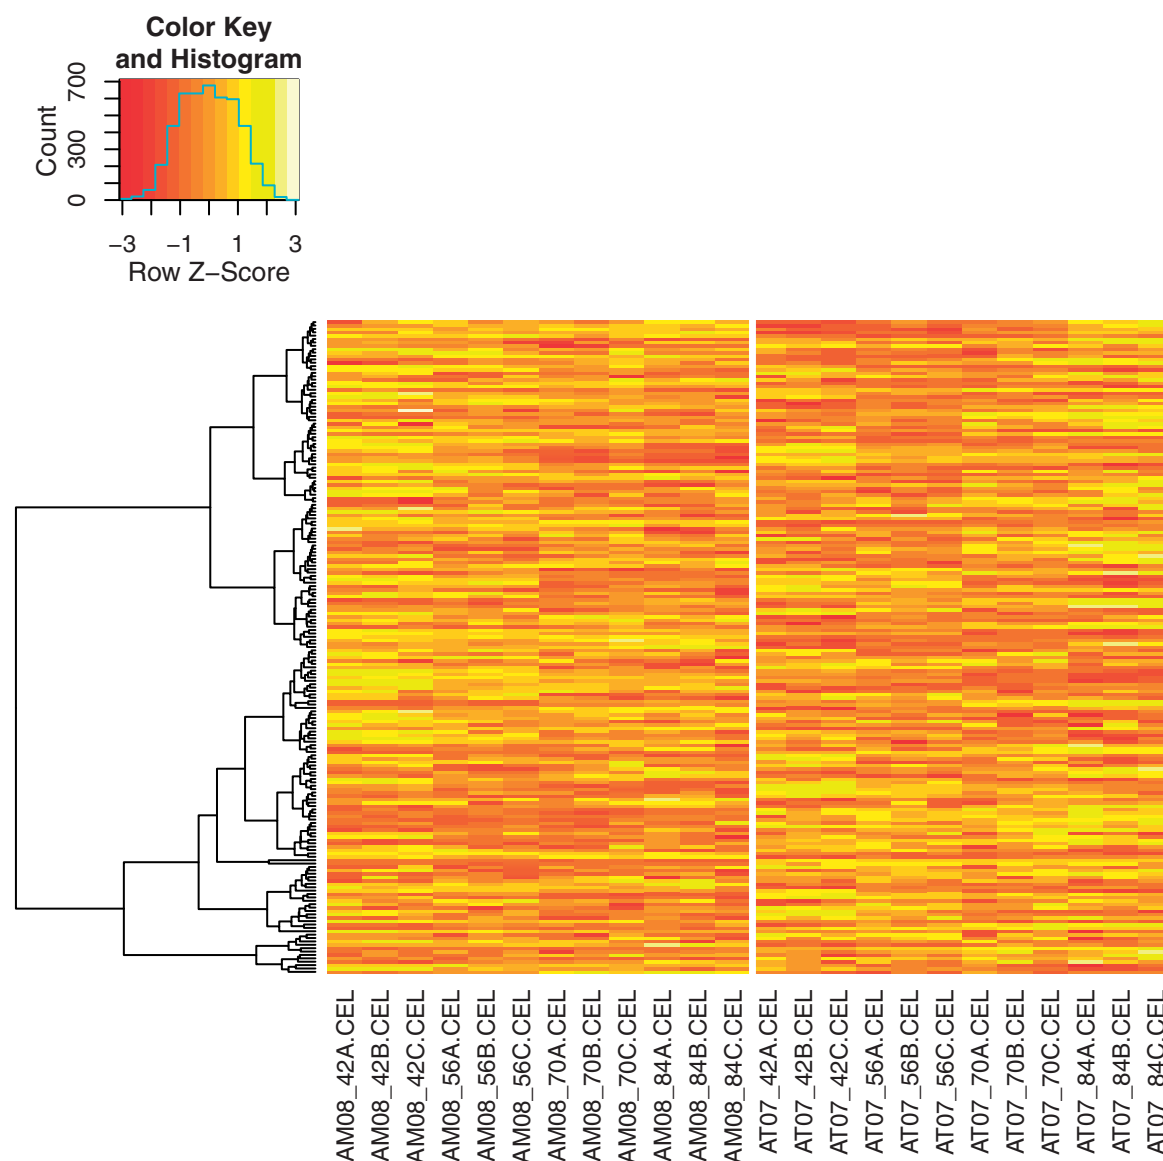 Color Key
and Histogram
Count
0 300 700
−3 −1 1 3
Row Z−Score
AM08_42A.CEL
AM08_42B.CEL
AM08_42C.CEL
AM08_56A.CEL
AM08_56B.CEL
AM08_56C.CEL
AM08_70A.CEL
AM08_70B.CEL
AM08_70C.CEL
AM08_84A.CEL
AM08_84B.CEL
AM08_84C.CEL
AT07_42A.CEL
AT07_42B.CEL
AT07_42C.CEL
AT07_56A.CEL
AT07_56B.CEL
AT07_56C.CEL
AT07_70A.CEL
AT07_70B.CEL
AT07_70C.CEL
AT07_84A.CEL
AT07_84B.CEL
AT07_84C.CEL